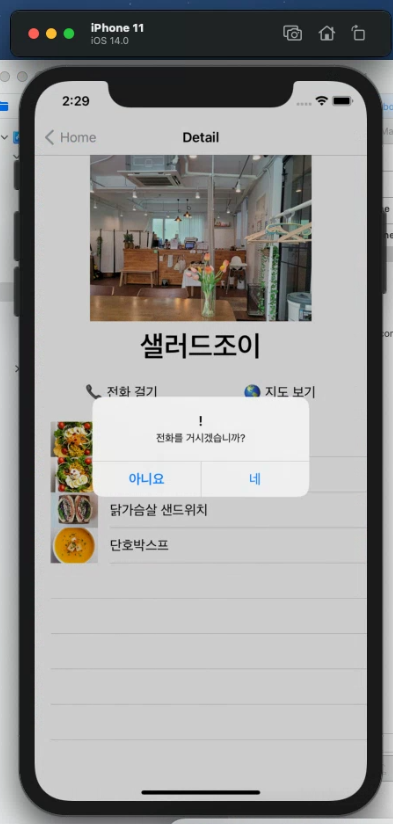 iPhone 11
iOS 14.0
2:29
Home
Detail
샐러드조이
📞 전화 걸기
🌏 지도 보기
!
전화를 거시겠습니까?
아니요
네
닭가슴살 샌드위치
단호박스프